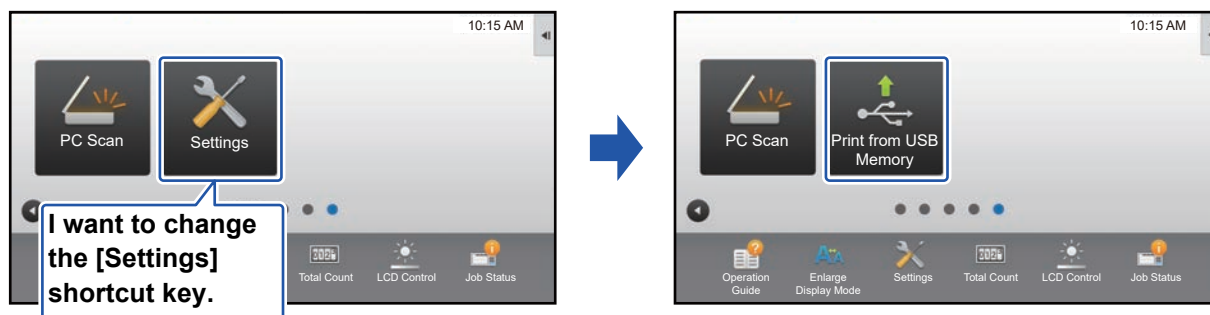 10:15 AM
PC Scan
Settings
I want to change
the [Settings]
shortcut key.
Total Count
LCD Control
Job Status
10:15 AM
PC Scan
Print from USB
Memory
Operation
Guide
Enlarge
Display Mode
Settings
Total Count
LCD Control
Job Status